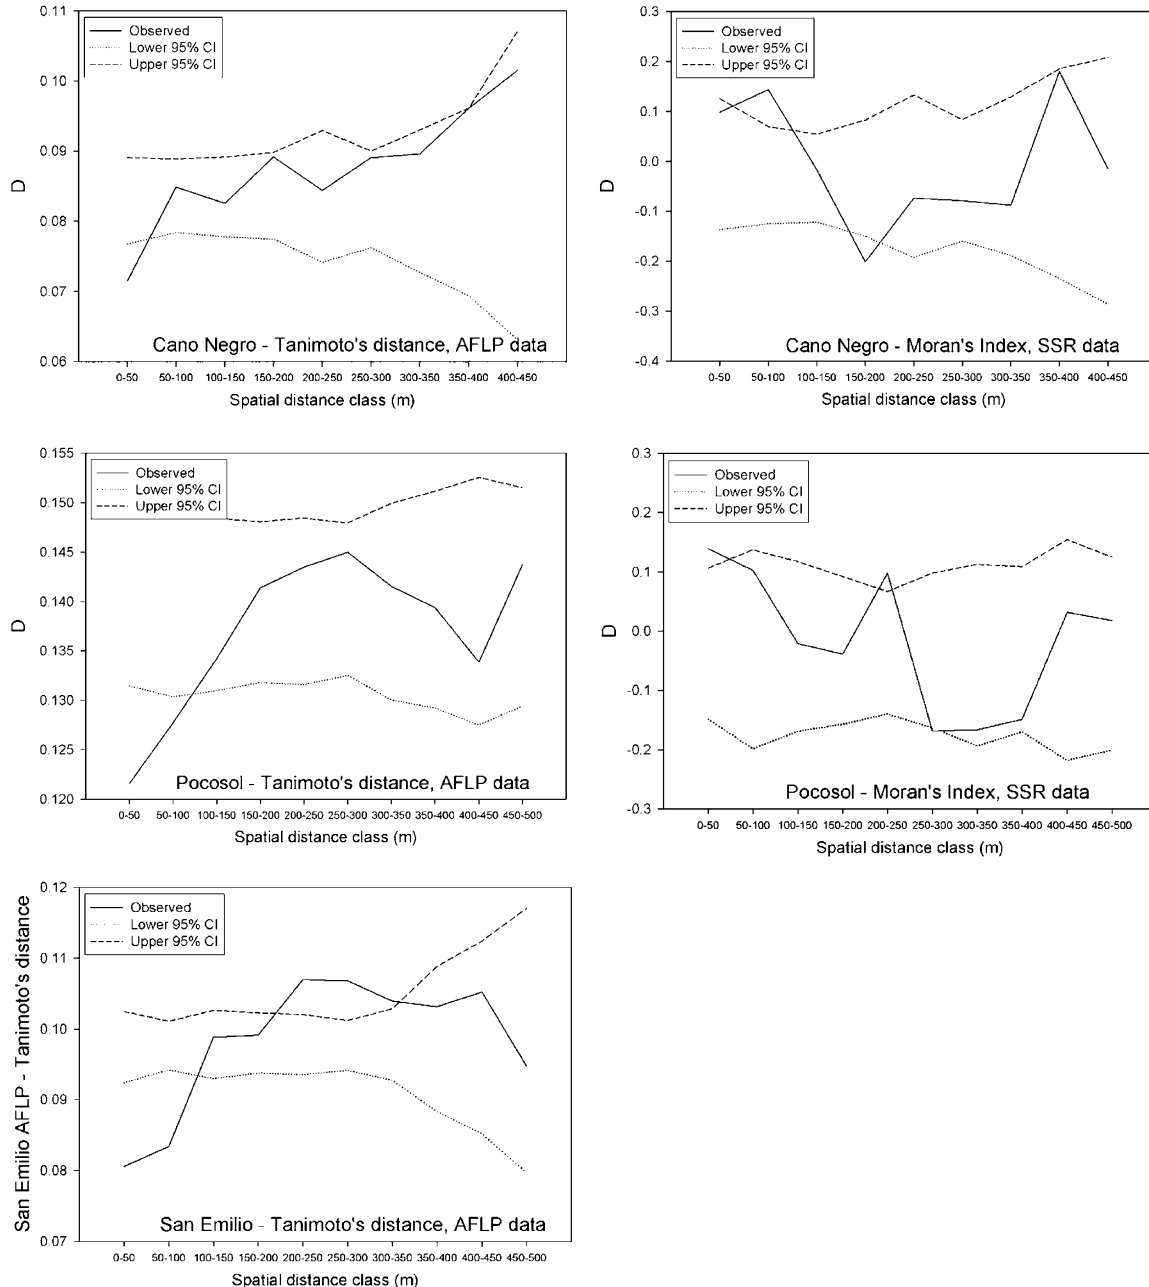 0.11
0.10
0.09
0.08
0.07
0.06
D
Observed
Lower 95% CI
Upper 95% CI
Cano Negro - Tanimoto's distance, AFLP data
0-50 50-100 100-150 150-200 200-250 250-300 300-350 350-400 400-450
Spatial distance class (m)
0.3
0.2
0.1
0.0
-0.1
-0.2
-0.3
-0.4
D
Observed
Lower 95% CI
Upper 95% CI
Cano Negro - Moran's Index, SSR data
0-50 50-100 100-150 150-200 200-250 250-300 300-350 350-400 400-450
Spatial distance class (m)
0.155
0.150
0.145
0.140
0.135
0.130
0.125
0.120
D
Observed
Lower 95% CI
Upper 95% CI
Pocosol - Tanimoto's distance, AFLP data
0-50 50-100 100-150 150-200 200-250 250-300 300-350 350-400 400-450 450-500
Spatial distance class (m)
0.3
0.2
0.1
0.0
-0.1
-0.2
-0.3
D
Observed
Lower 95% CI
Upper 95% CI
Pocosol - Moran's Index, SSR data
0-50 50-100 100-150 150-200 200-250 250-300 300-350 350-400 400-450 450-500
Spatial distance class (m)
0.12
0.11
0.10
0.09
0.08
0.07
San Emilio AFLP - Tanimoto's distance
Observed
Lower 95% CI
Upper 95% CI
San Emilio - Tanimoto's distance, AFLP data
0-50 50-100 100-150 150-200 200-250 250-300 300-350 350-400 400-450 450-500
Spatial distance class (m)